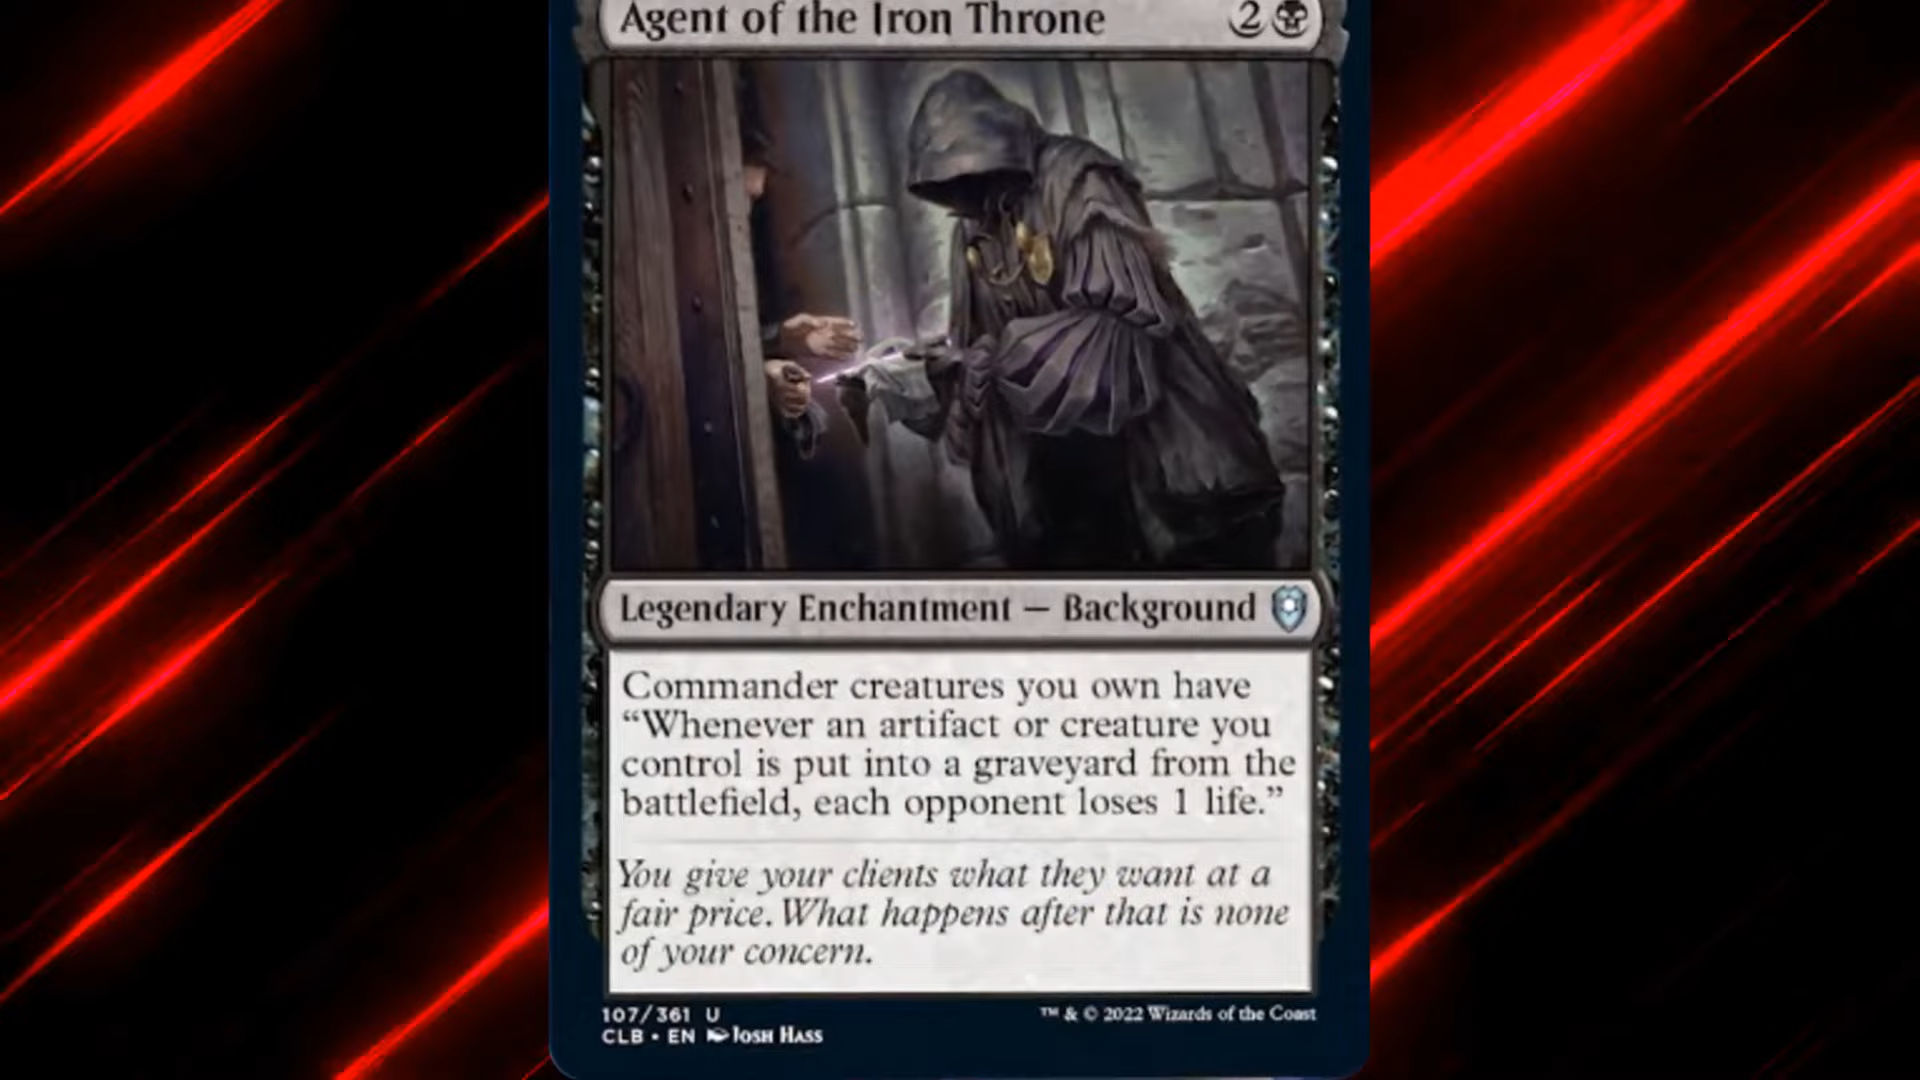 Agent of the Iron Throne 2
Legendary Enchantment — Background
Commander creatures you own have
“Whenever an artifact or creature you
control is put into a graveyard from the
battlefield, each opponent loses 1 life.”
You give your clients what they want at a
fair price. What happens after that is none
of your concern.
107/361 U
™ & © 2022 Wizards of the Coast
CLB • EN Josh Hass